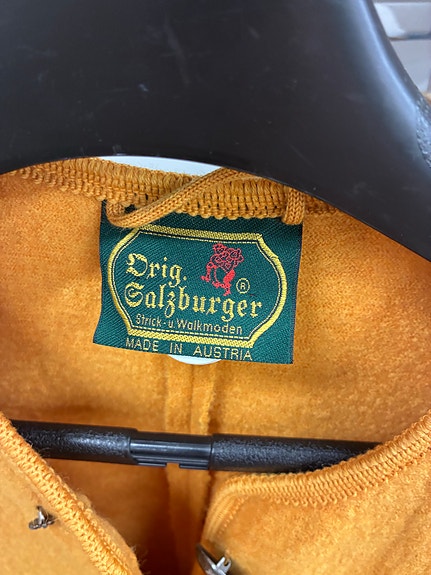 Orig.
Salzburger ®
Strick- u. Walkmoden
MADE IN AUSTRIA